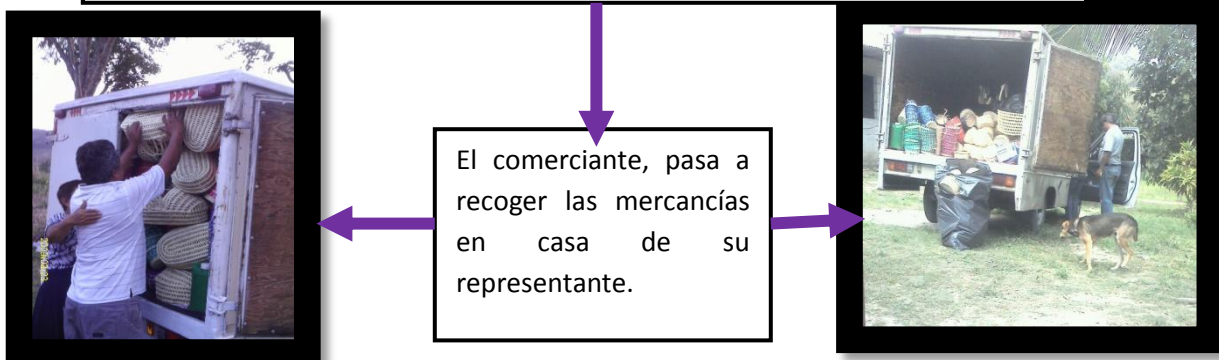 El comerciante, pasa a
recoger las mercancías
en casa de su
representante.